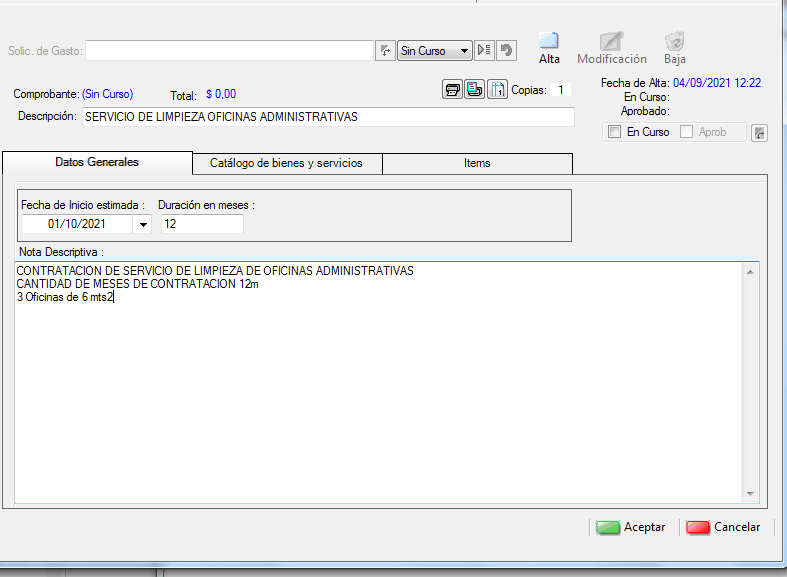 Solic. de Gasto:
Sin Curso
Alta
Modificación
Baja
Comprobante: (Sin Curso)
Total: $ 0,00
Copias: 1
Fecha de Alta: 04/09/2021 12:22
En Curso:
Aprobado:
Descripción: SERVICIO DE LIMPIEZA OFICINAS ADMINISTRATIVAS
En Curso
Aprob
Datos Generales
Catálogo de bienes y servicios
Items
Fecha de Inicio estimada :
Duración en meses :
01/10/2021
12
Nota Descriptiva :
CONTRATACION DE SERVICIO DE LIMPIEZA DE OFICINAS ADMINISTRATIVAS
CANTIDAD DE MESES DE CONTRATACION 12m
3 Oficinas de 6 mts2
Aceptar
Cancelar